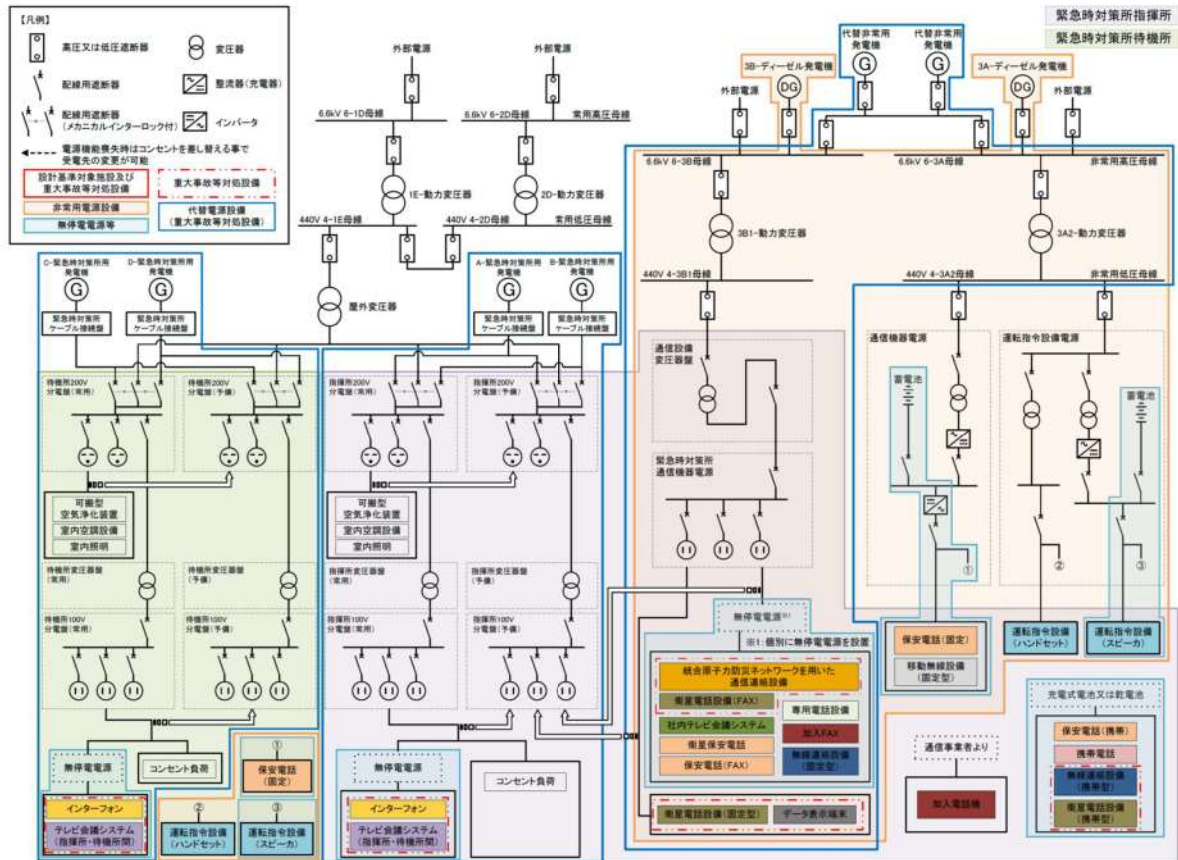 【凡例】
高圧又は低圧遮断器
変圧器
配線用遮断器
整流器(充電器)
配線用遮断器
(メカニカルインターロック付)
インバータ
電源機能喪失時はコンセントを差し替える事で
受電先の変更が可能
設計基準対象施設及び
重大事故等対処設備
重大事故等対処設備
非常用電源設備
代替電源設備
(重大事故等対処設備)
無停電電源等
緊急時対策所指揮所
緊急時対策所待機所
外部電源
外部電源
6.6kV 6-1D母線
6.6kV 6-2D母線
常用高圧母線
1E-動力変圧器
2D-動力変圧器
440V 4-1E母線
440V 4-2D母線
常用低圧母線
屋外変圧器
代替非常用
発電機
代替非常用
発電機
G
G
3B-ディーゼル発電機
3A-ディーゼル発電機
DG
DG
外部電源
外部電源
6.6kV 6-3B母線
6.6kV 6-3A母線
非常用高圧母線
3B1-動力変圧器
3A2-動力変圧器
440V 4-3B1母線
440V 4-3A2母線
非常用低圧母線
C-緊急時対策所用
発電機
D-緊急時対策所用
発電機
A-緊急時対策所用
発電機
B-緊急時対策所用
発電機
G
G
G
G
緊急時対策所
ケーブル接続盤
緊急時対策所
ケーブル接続盤
緊急時対策所
ケーブル接続盤
緊急時対策所
ケーブル接続盤
待機所200V
分電盤(常用)
待機所200V
分電盤(予備)
指揮所200V
分電盤(常用)
指揮所200V
分電盤(予備)
可搬型
空気浄化装置
室内空調設備
室内照明
可搬型
空気浄化装置
室内空調設備
室内照明
待機所変圧器盤
(常用)
待機所変圧器盤
(予備)
指揮所変圧器盤
(常用)
指揮所変圧器盤
(予備)
待機所100V
分電盤(常用)
待機所100V
分電盤(予備)
指揮所100V
分電盤(常用)
指揮所100V
分電盤(予備)
通信設備
変圧器盤
緊急時対策所
通信機器電源
通信機器電源
蓄電池
運転指令設備電源
蓄電池
①
②
③
無停電電源
コンセント負荷
インターフォン
テレビ会議システム
(指揮所・待機所間)
①
保安電話
(固定)
②
運転指令設備
(ハンドセット)
③
運転指令設備
(スピーカ)
無停電電源
コンセント負荷
インターフォン
テレビ会議システム
(指揮所・待機所間)
無停電電源※1
※1:個別に無停電電源を設置
統合原子力防災ネットワークを用いた
通信連絡設備
衛星電話設備(FAX)
専用電話設備
社内テレビ会議システム
加入FAX
衛星保安電話
無線連絡設備
(固定型)
保安電話(FAX)
衛星電話設備(固定型)
データ表示端末
保安電話(固定)
移動無線設備
(固定型)
運転指令設備
(ハンドセット)
運転指令設備
(スピーカ)
通信事業者より
加入電話機
充電式電池又は乾電池
保安電話(携帯)
携帯電話
無線連絡設備
(携帯型)
衛星電話設備
(携帯型)